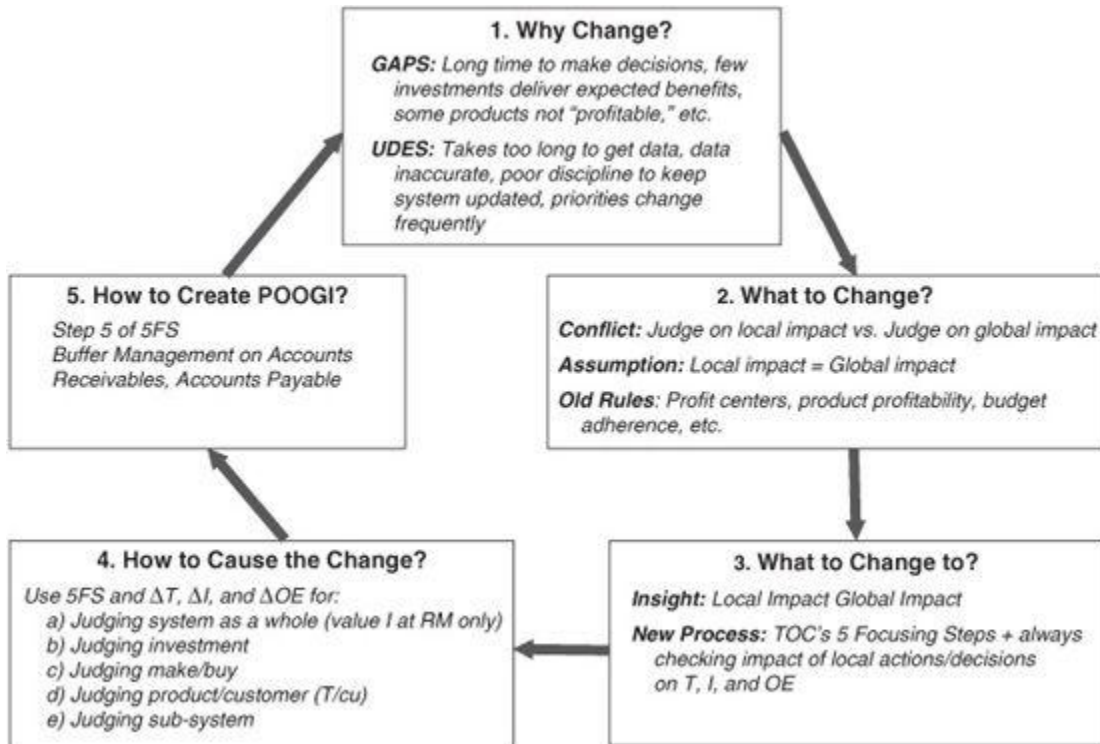 1. Why Change?
GAPS: Long time to make decisions, few
investments deliver expected benefits,
some products not “profitable,” etc.
UDES: Takes too long to get data, data
inaccurate, poor discipline to keep
system updated, priorities change
frequently
2. What to Change?
Conflict: Judge on local impact vs. Judge on global impact
Assumption: Local impact = Global impact
Old Rules: Profit centers, product profitability, budget
adherence, etc.
3. What to Change to?
Insight: Local Impact Global Impact
New Process: TOC's 5 Focusing Steps + always
checking impact of local actions/decisions
on T, I, and OE
4. How to Cause the Change?
Use 5FS and ΔT, ΔI, and ΔOE for:
a) Judging system as a whole (value I at RM only)
b) Judging investment
c) Judging make/buy
d) Judging product/customer (T/cu)
e) Judging sub-system
5. How to Create POOGI?
Step 5 of 5FS
Buffer Management on Accounts
Receivables, Accounts Payable